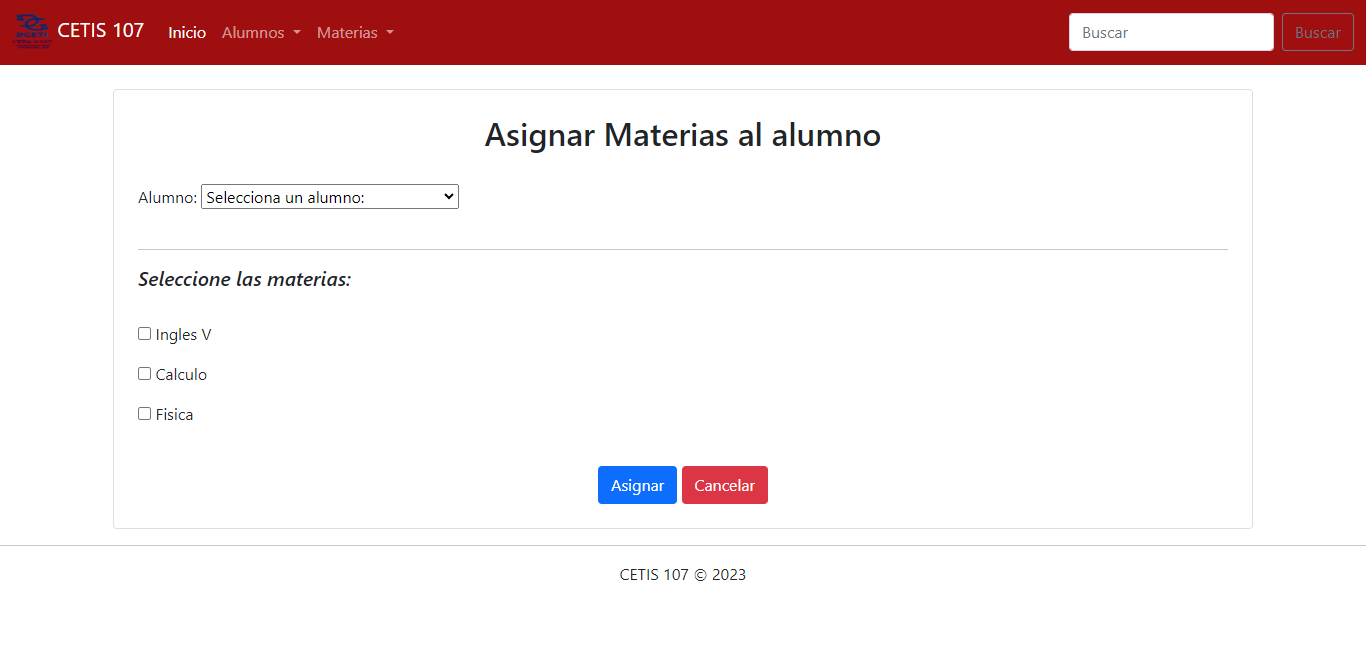 CETIS 107 Inicio Alumnos Materias Buscar Buscar
Asignar Materias al alumno
Alumno: Selecciona un alumno:
Seleccione las materias:
Ingles V
Calculo
Fisica
Asignar Cancelar
CETIS 107 © 2023